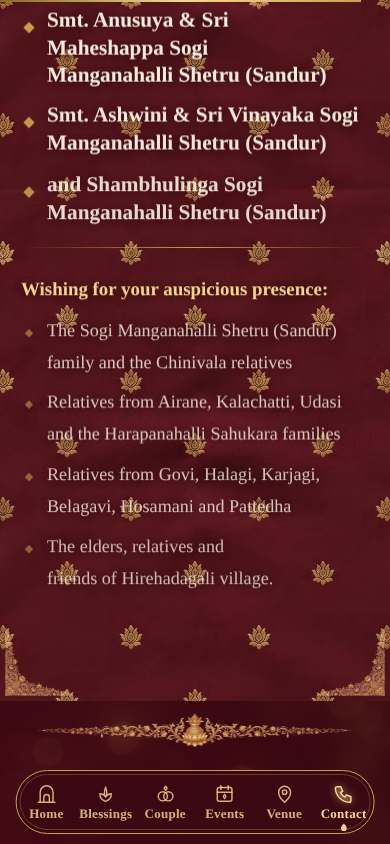 Smt. Anusuya & Sri
Maheshappa Sogi
Manganahalli Shetru (Sandur)
Smt. Ashwini & Sri Vinayaka Sogi
Manganahalli Shetru (Sandur)
and Shambhulinga Sogi
Manganahalli Shetru (Sandur)
Wishing for your auspicious presence:
The Sogi Manganahalli Shetru (Sandur)
family and the Chinivala relatives
Relatives from Airane, Kalachatti, Udasi
and the Harapanahalli Sahukara families
Relatives from Govi, Halagi, Karjagi,
Belagavi, Hosamani and Pattedha
The elders, relatives and
friends of Hirehadagali village.
Home Blessings Couple Events Venue Contact